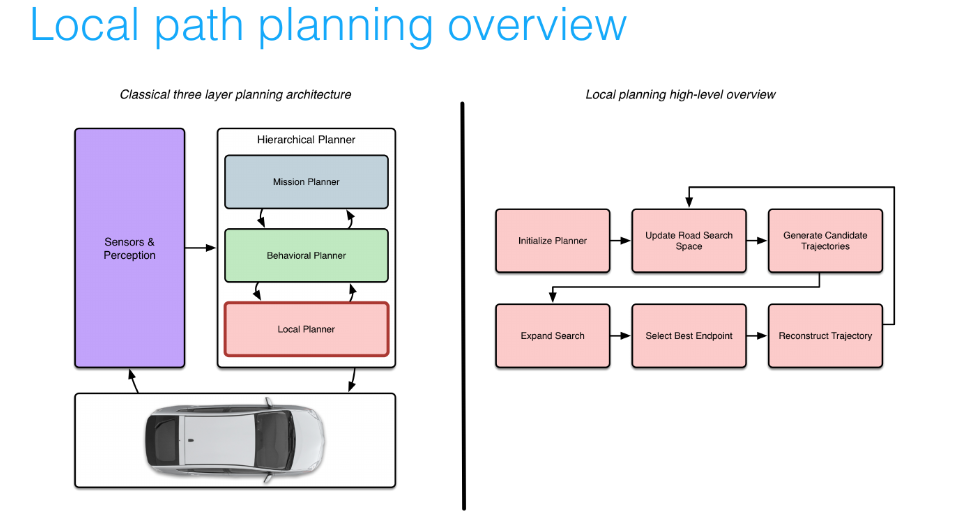 Local path planning overview
Classical three layer planning architecture
Hierarchical Planner
Mission Planner
Sensors &
Perception
Behavioral Planner
Local Planner
Local planning high-level overview
Initialize Planner
Update Road Search
Space
Generate Candidate
Trajectories
Expand Search
Select Best Endpoint
Reconstruct Trajectory